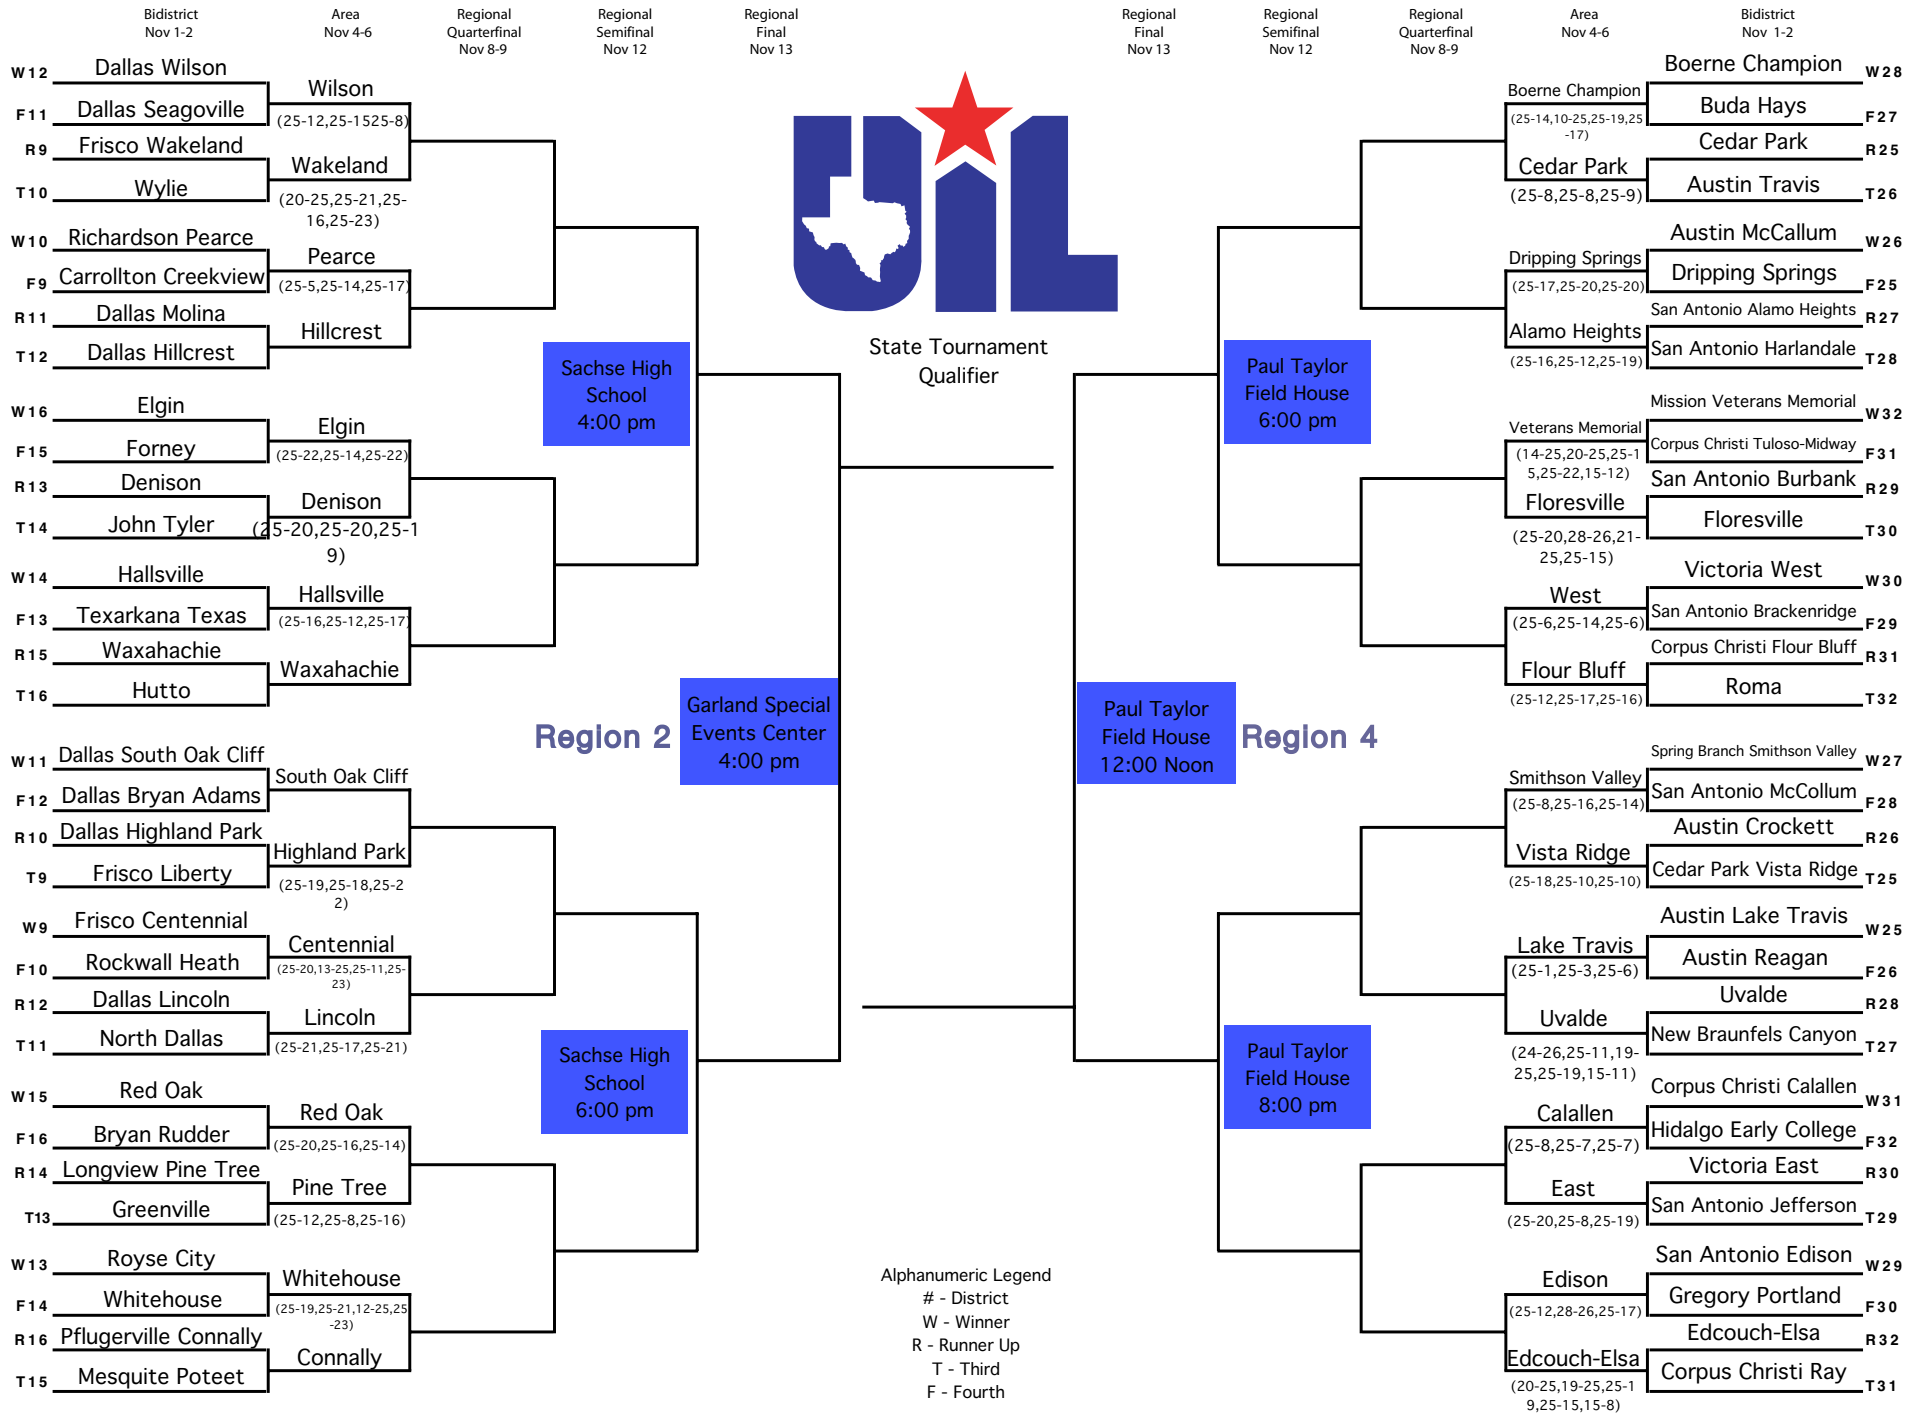 Bidistrict
Nov 1-2
Area
Nov 4-6
Regional
Quarterfinal
Nov 8-9
Regional
Semifinal
Nov 12
Regional
Final
Nov 13
Regional
Final
Nov 13
Regional
Semifinal
Nov 12
Regional
Quarterfinal
Nov 8-9
Area
Nov 4-6
Bidistrict
Nov 1-2
W12 Dallas Wilson
F11 Dallas Seagoville
R9 Frisco Wakeland
T10 Wylie
W10 Richardson Pearce
F9 Carrollton Creekview
R11 Dallas Molina
T12 Dallas Hillcrest
W16 Elgin
F15 Forney
R13 Denison
T14 John Tyler
W14 Hallsville
F13 Texarkana Texas
R15 Waxahachie
T16 Hutto
W11 Dallas South Oak Cliff
F12 Dallas Bryan Adams
R10 Dallas Highland Park
T9 Frisco Liberty
W9 Frisco Centennial
F10 Rockwall Heath
R12 Dallas Lincoln
T11 North Dallas
W15 Red Oak
F16 Bryan Rudder
R14 Longview Pine Tree
T13 Greenville
W13 Royse City
F14 Whitehouse
R16 Pflugerville Connally
T15 Mesquite Poteet
Wilson
(25-12,25-1525-8)
Wakeland
(20-25,25-21,25-
16,25-23)
Pearce
(25-5,25-14,25-17)
Hillcrest
Elgin
(25-22,25-14,25-22)
Denison
(25-20,25-20,25-1
9)
Hallsville
(25-16,25-12,25-17)
Waxahachie
South Oak Cliff
Highland Park
(25-19,25-18,25-2
2)
Centennial
(25-20,13-25,25-11,25-
23)
Lincoln
(25-21,25-17,25-21)
Red Oak
(25-20,25-16,25-14)
Pine Tree
(25-12,25-8,25-16)
Whitehouse
(25-19,25-21,12-25,25
-23)
Connally
Sachse High
School
4:00 pm
Region 2
Garland Special
Events Center
4:00 pm
Sachse High
School
6:00 pm
UIL
State Tournament
Qualifier
Alphanumeric Legend
# - District
W - Winner
R - Runner Up
T - Third
F - Fourth
Paul Taylor
Field House
6:00 pm
Paul Taylor
Field House
12:00 Noon
Region 4
Paul Taylor
Field House
8:00 pm
Boerne Champion
(25-14,10-25,25-19,25
-17)
Cedar Park
(25-8,25-8,25-9)
Dripping Springs
(25-17,25-20,25-20)
Alamo Heights
(25-16,25-12,25-19)
Veterans Memorial
(14-25,20-25,25-1
5,25-22,15-12)
Floresville
(25-20,28-26,21-
25,25-15)
West
(25-6,25-14,25-6)
Flour Bluff
(25-12,25-17,25-16)
Smithson Valley
(25-8,25-16,25-14)
Vista Ridge
(25-18,25-10,25-10)
Lake Travis
(25-1,25-3,25-6)
Uvalde
(24-26,25-11,19-
25,25-19,15-11)
Calallen
(25-8,25-7,25-7)
East
(25-20,25-8,25-19)
Edison
(25-12,28-26,25-17)
Edcouch-Elsa
(20-25,19-25,25-1
9,25-15,15-8)
Boerne Champion W28
Buda Hays F27
Cedar Park R25
Austin Travis T26
Austin McCallum W26
Dripping Springs F25
San Antonio Alamo Heights R27
San Antonio Harlandale T28
Mission Veterans Memorial W32
Corpus Christi Tuloso-Midway F31
San Antonio Burbank R29
Floresville T30
Victoria West W30
San Antonio Brackenridge F29
Corpus Christi Flour Bluff R31
Roma T32
Spring Branch Smithson Valley W27
San Antonio McCollum F28
Austin Crockett R26
Cedar Park Vista Ridge T25
Austin Lake Travis W25
Austin Reagan F26
Uvalde R28
New Braunfels Canyon T27
Corpus Christi Calallen W31
Hidalgo Early College F32
Victoria East R30
San Antonio Jefferson T29
San Antonio Edison W29
Gregory Portland F30
Edcouch-Elsa R32
Corpus Christi Ray T31